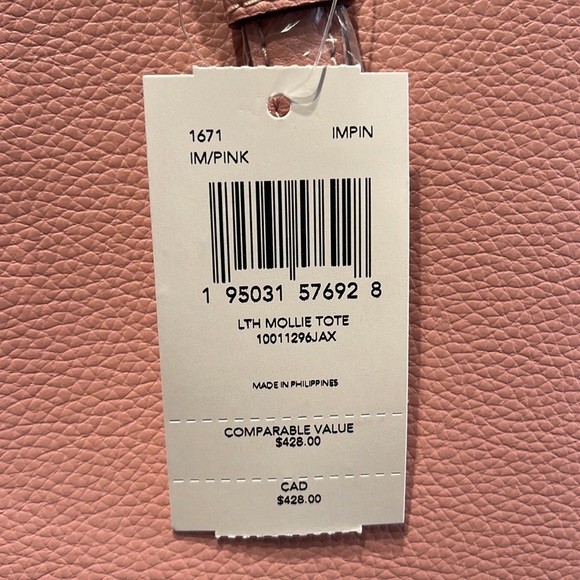 1671 IMPIN
IM/PINK
1 95031 57692 8
LTH MOLLIE TOTE
10011296JAX
MADE IN PHILIPPINES
COMPARABLE VALUE
$428.00
CAD
$428.00